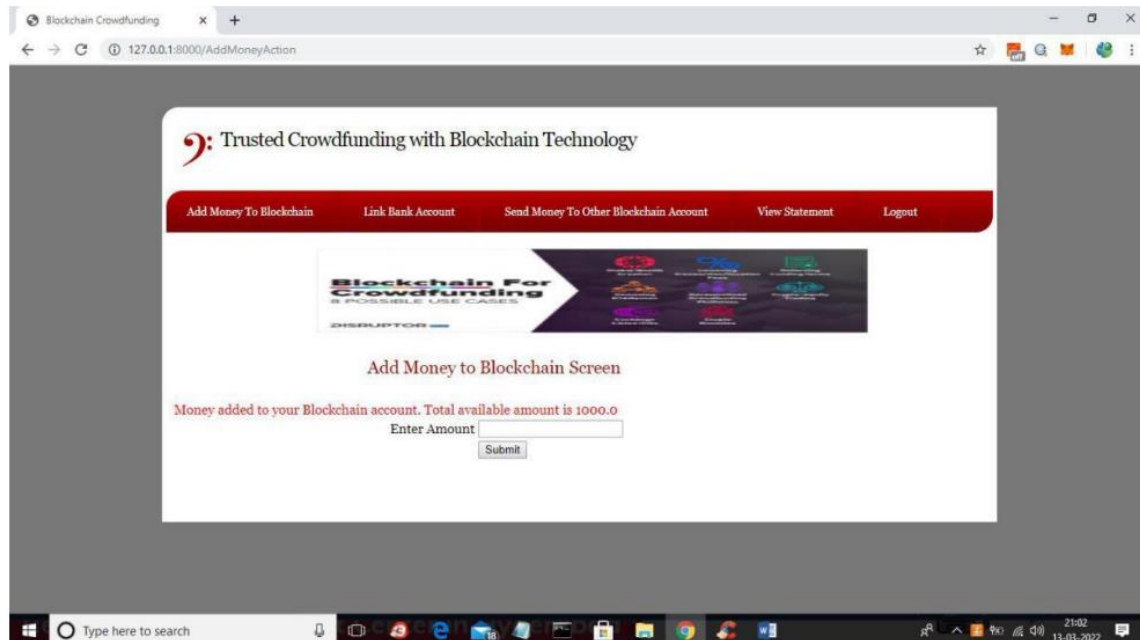 Blockchain Crowdfunding
127.0.0.1:8000/AddMoneyAction
off
Trusted Crowdfunding with Blockchain Technology
Add Money To Blockchain Link Bank Account Send Money To Other Blockchain Account View Statement Logout
Blockchain For
Crowdfunding
8 POSSIBLE USE CASES
DISRUPTOR
Add Money to Blockchain Screen
Money added to your Blockchain account. Total available amount is 1000.0
Enter Amount
Submit
Type here to search
18
21:02
13-03-2022